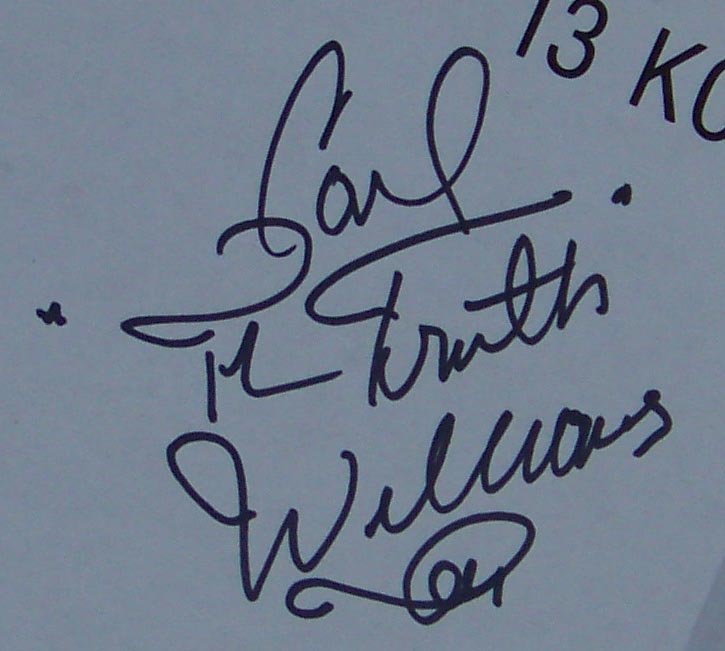 13 KO
Carl
"The Truth"
Williams